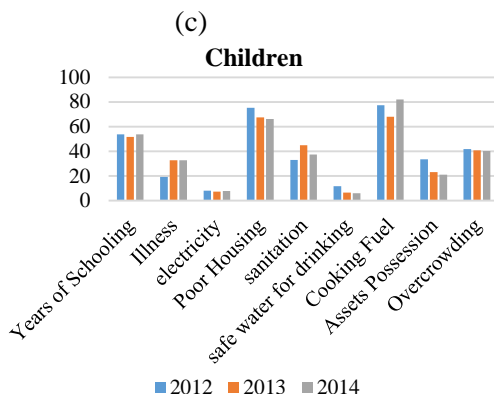 (c)
Children
100
80
60
40
20
0
Years of Schooling
Illness
electricity
Poor Housing
sanitation
safe water for drinking
Cooking Fuel
Assets Possession
Overcrowding
2012 2013 2014